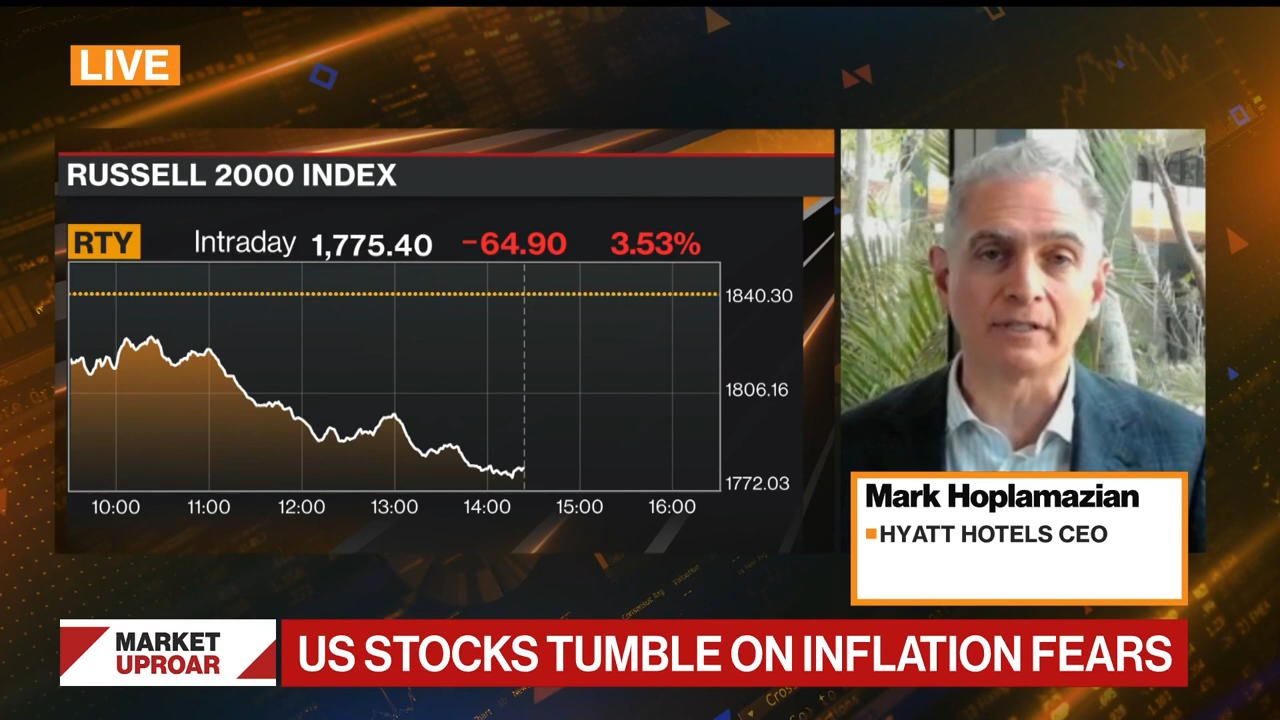 LIVE
RUSSELL 2000 INDEX
RTY Intraday 1,775.40 -64.90 3.53%
1840.30
1806.16
1772.03
10:00 11:00 12:00 13:00 14:00 15:00 16:00
Mark Hoplamazian
HYATT HOTELS CEO
MARKET
UPROAR
US STOCKS TUMBLE ON INFLATION FEARS